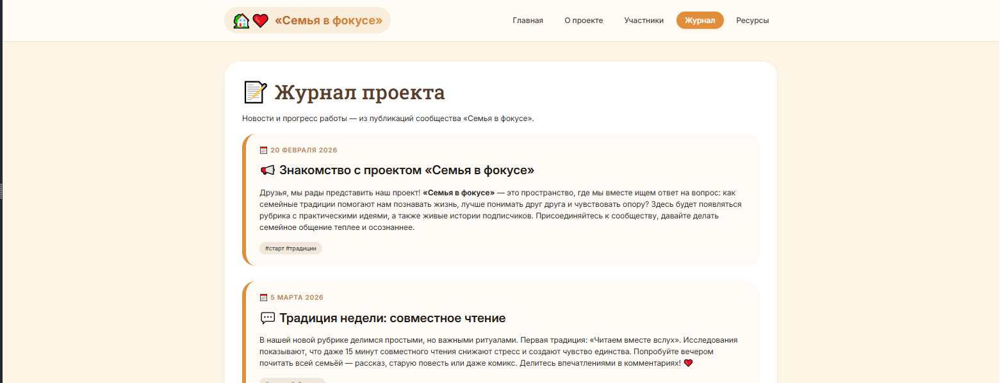 «Семья в фокусе»
Главная
О проекте
Участники
Журнал
Ресурсы
Журнал проекта
Новости и прогресс работы — из публикаций сообщества «Семья в фокусе».
20 ФЕВРАЛЯ 2026
Знакомство с проектом «Семья в фокусе»
Друзья, мы рады представить наш проект! «Семья в фокусе» — это пространство, где мы вместе ищем ответ на вопрос: как
семейные традиции помогают нам познавать жизнь, лучше понимать друг друга и чувствовать опору? Здесь будет появляться
рубрика с практическими идеями, а также живые истории подписчиков. Присоединяйтесь к сообществу, давайте делать
семейное общение теплее и осознаннее.
#старт #традиции
5 МАРТА 2026
Традиция недели: совместное чтение
В нашей новой рубрике делимся простыми, но важными ритуалами. Первая традиция: «Читаем вместе вслух». Исследования
показывают, что даже 15 минут совместного чтения снижают стресс и создают чувство единства. Попробуйте вечером
почитать всей семьёй — рассказ, старую повесть или даже комикс. Делитесь впечатлениями в комментариях! ❤️